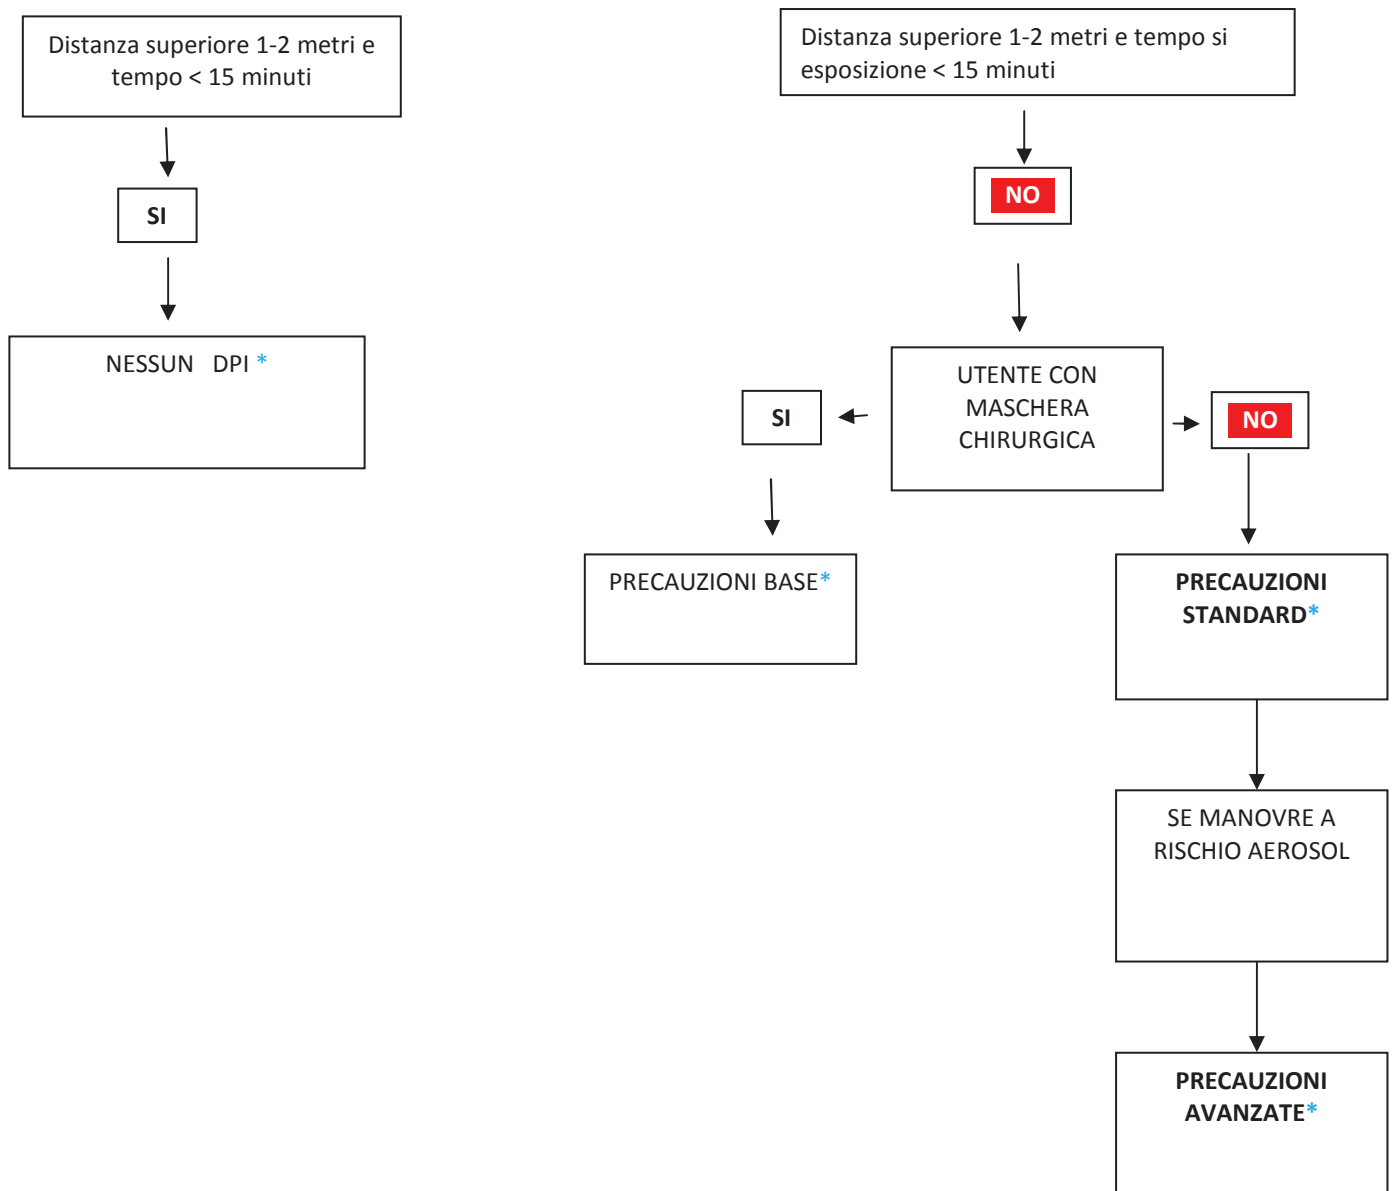 Distanza superiore 1-2 metri e
tempo < 15 minuti
SI
NESSUN DPI *
Distanza superiore 1-2 metri e tempo si
esposizione < 15 minuti
NO
UTENTE CON
MASCHERA
CHIRURGICA
SI
NO
PRECAUZIONI BASE*
PRECAUZIONI
STANDARD*
SE MANOVRE A
RISCHIO AEROSOL
PRECAUZIONI
AVANZATE*